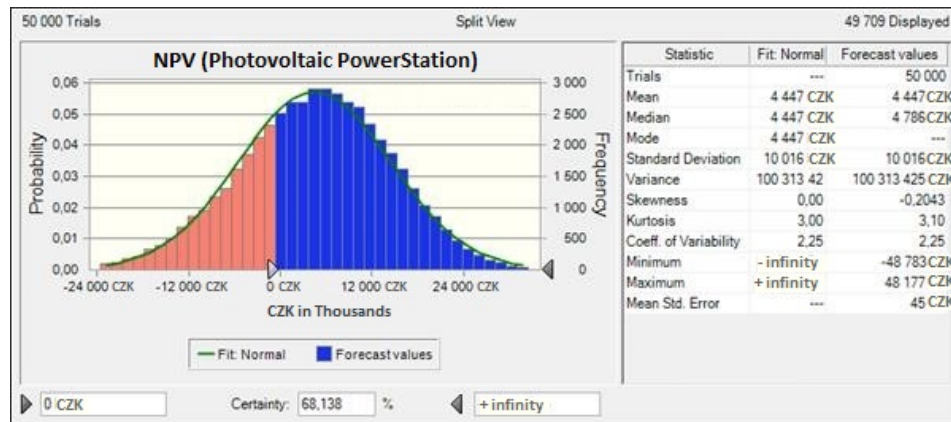 50 000 Trials Split View 49 709 Displayed
NPV (Photovoltaic PowerStation)
0,06
0,05
0,04
0,03
0,02
0,01
0,00
Probability
3 000
2 500
2 000
1 500
1 000
500
0
Frequency
-24 000 CZK -12 000 CZK 0 CZK 12 000 CZK 24 000 CZK
CZK in Thousands
Fit: Normal Forecast values
Statistic Fit: Normal Forecast values
Trials --- 50 000
Mean 4 447 CZK 4 447 CZK
Median 4 447 CZK 4 786 CZK
Mode 4 447 CZK ---
Standard Deviation 10 016 CZK 10 016 CZK
Variance 100 313 42 100 313 425 CZK
Skewness 0,00 -0,2043
Kurtosis 3,00 3,10
Coeff. of Variability 2,25 2,25
Minimum - infinity -48 783 CZK
Maximum + infinity 48 177 CZK
Mean Std. Error --- 45 CZK
0 CZK Certainty: 68,138 % + infinity